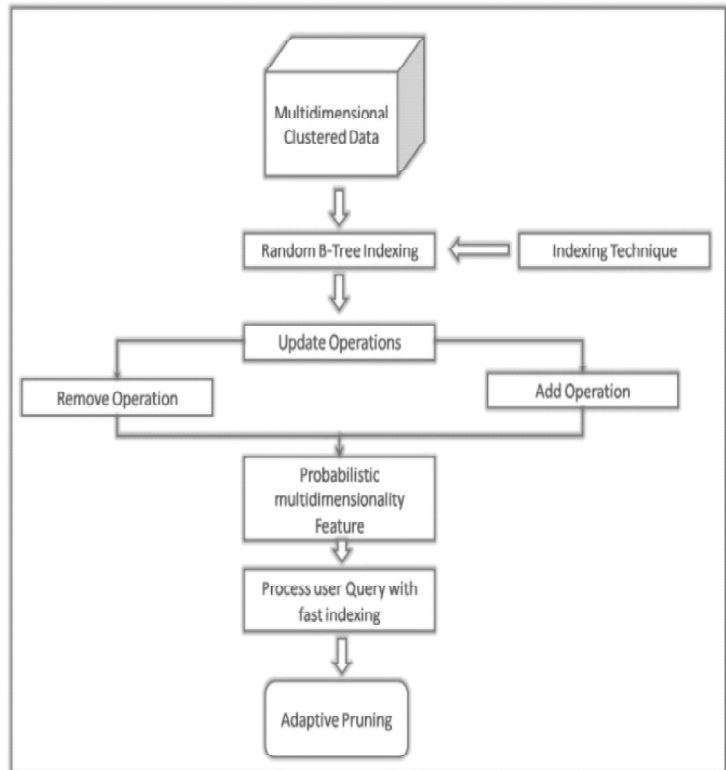 Multidimensional
Clustered Data
Random B-Tree Indexing
Indexing Technique
Update Operations
Remove Operation
Add Operation
Probabilistic
multidimensionality
Feature
Process user Query with
fast indexing
Adaptive Pruning